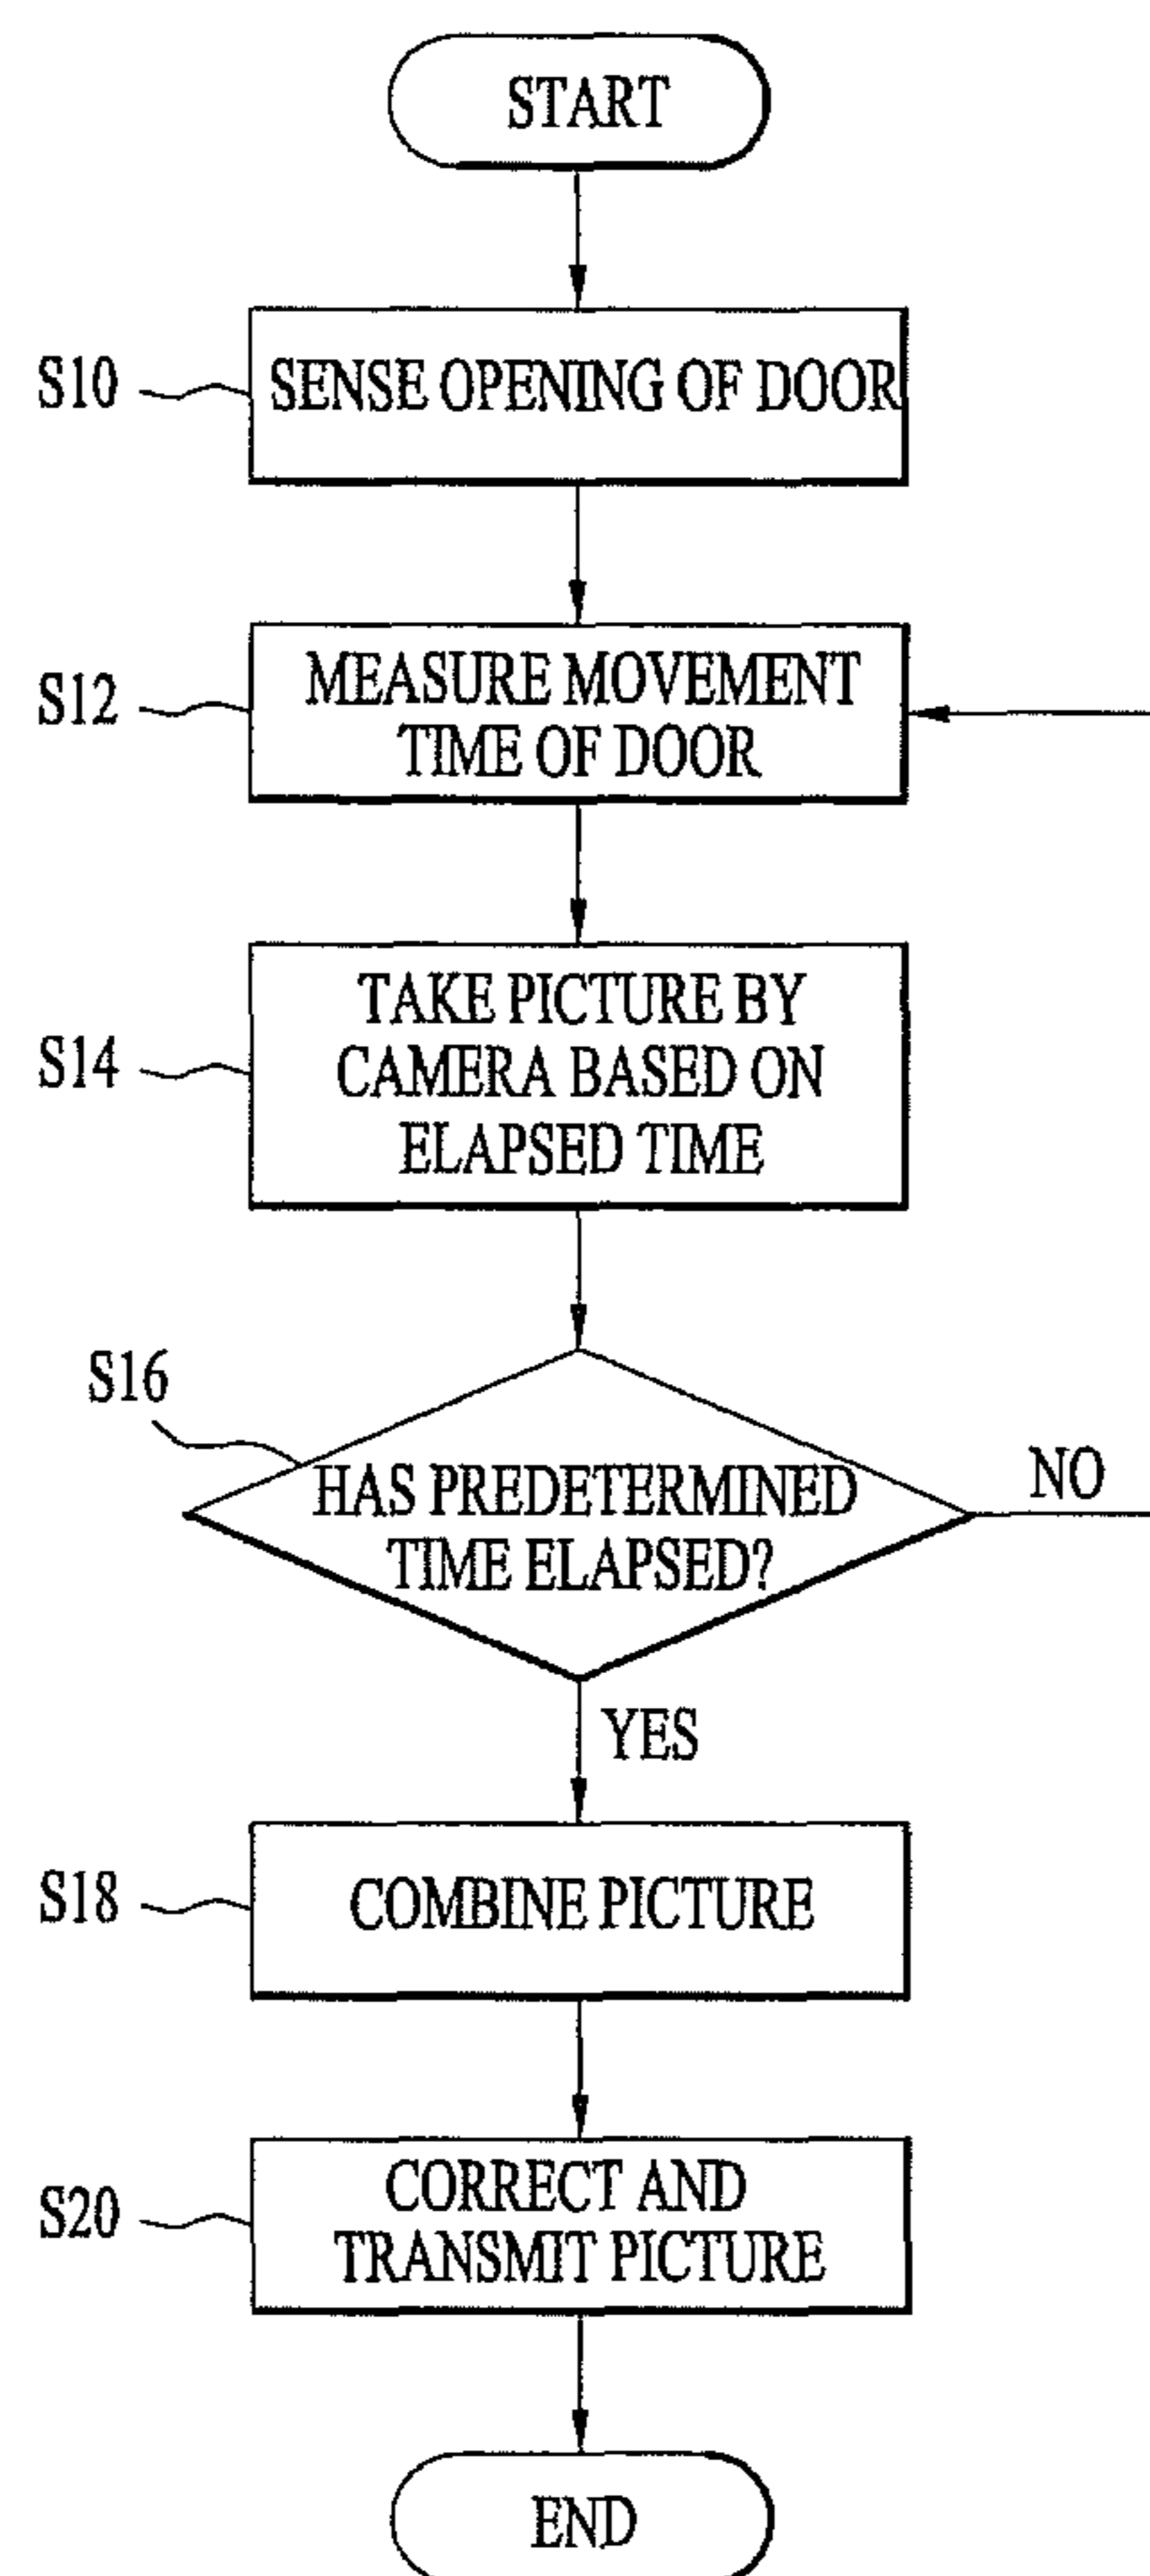 START
S10
SENSE OPENING OF DOOR
S12
MEASURE MOVEMENT
TIME OF DOOR
S14
TAKE PICTURE BY
CAMERA BASED ON
ELAPSED TIME
S16
HAS PREDETERMINED
TIME ELAPSED?
NO
YES
S18
COMBINE PICTURE
S20
CORRECT AND
TRANSMIT PICTURE
END